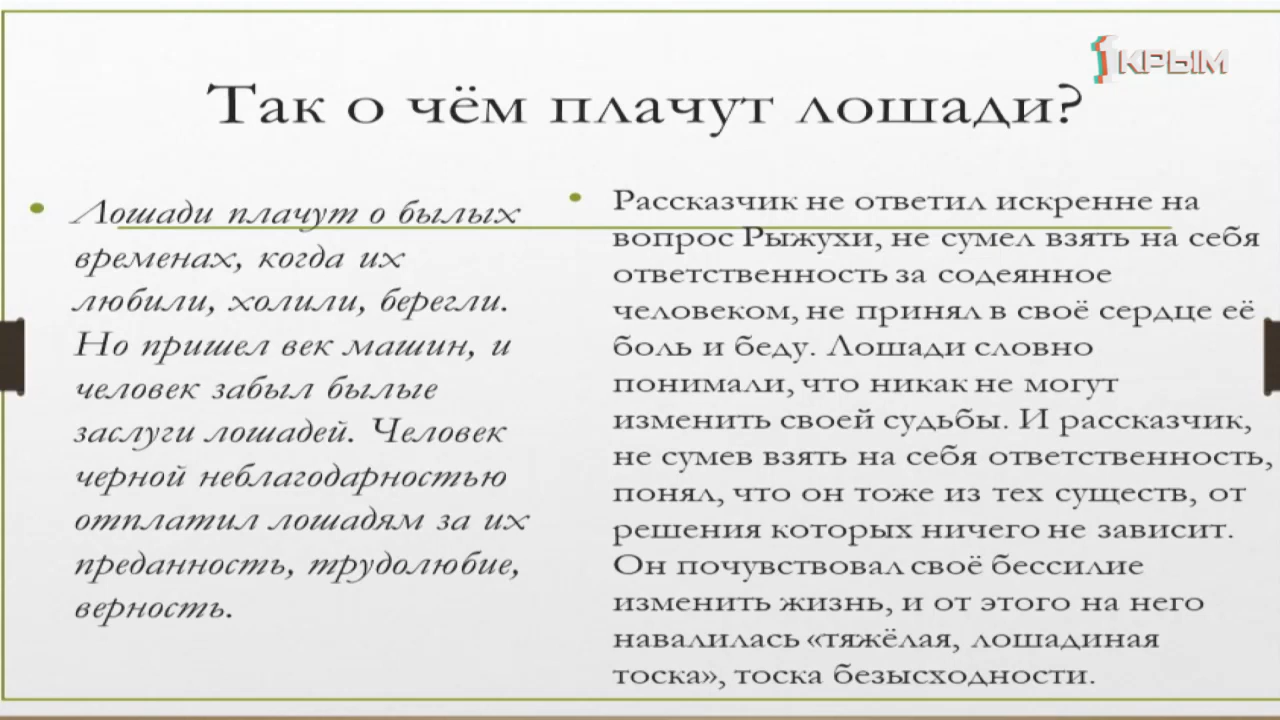 1КРЫМ
Так о чём плачут лошади?
Лошади плачут о былых
временах, когда их
любили, холили, берегли.
Но пришел век машин, и
человек забыл былые
заслуги лошадей. Человек
черной неблагодарностью
отплатил лошадям за их
преданность, трудолюбие,
верность.
Рассказчик не ответил искренне на
вопрос Рыжухи, не сумел взять на себя
ответственность за содеянное
человеком, не принял в своё сердце её
боль и беду. Лошади словно
понимали, что никак не могут
изменить своей судьбы. И рассказчик,
не сумев взять на себя ответственность,
понял, что он тоже из тех существ, от
решения которых ничего не зависит.
Он почувствовал своё бессилие
изменить жизнь, и от этого на него
навалилась «тяжёлая, лошадиная
тоска», тоска безысходности.